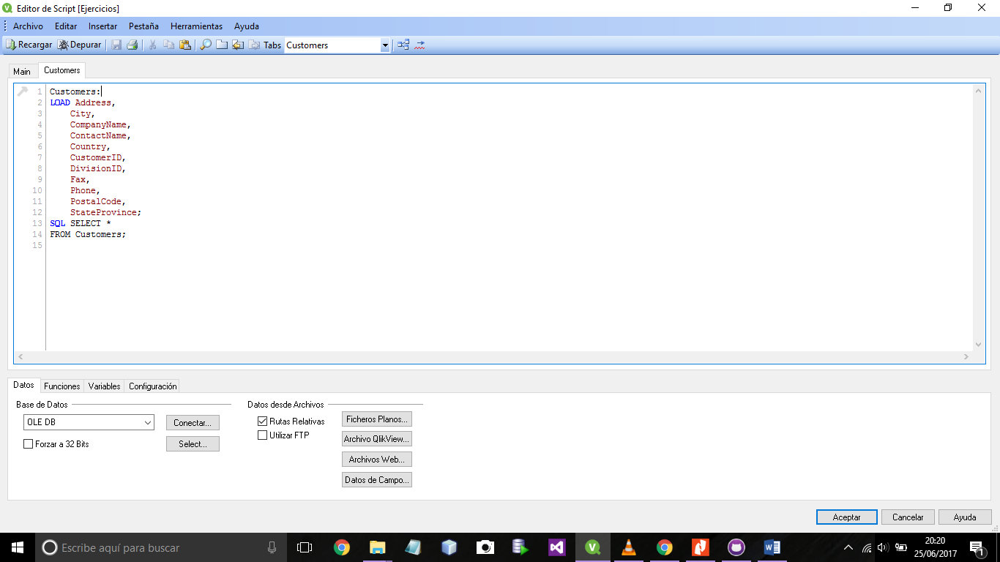 Editor de Script [Ejercicios]
Archivo Editar Insertar Pestaña Herramientas Ayuda
Recargar Depurar Tabs Customers
Main Customers
1 Customers:
2 LOAD Address,
3 City,
4 CompanyName,
5 ContactName,
6 Country,
7 CustomerID,
8 DivisionID,
9 Fax,
10 Phone,
11 PostalCode,
12 StateProvince;
13 SQL SELECT *
14 FROM Customers;
15
Datos Funciones Variables Configuración
Base de Datos
OLE DB Conectar...
Forzar a 32 Bits Select...
Datos desde Archivos
Rutas Relativas Ficheros Planos...
Utilizar FTP Archivo QlikView...
Archivos Web...
Datos de Campo...
Aceptar Cancelar Ayuda
Escribe aquí para buscar
20:20
25/06/2017
1